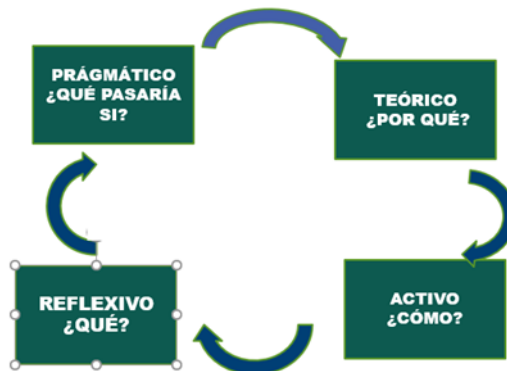 PRÁGMÁTICO
¿QUÉ PASARÍA
SI?
TEÓRICO
¿POR QUÉ?
REFLEXIVO
¿QUÉ?
ACTIVO
¿CÓMO?